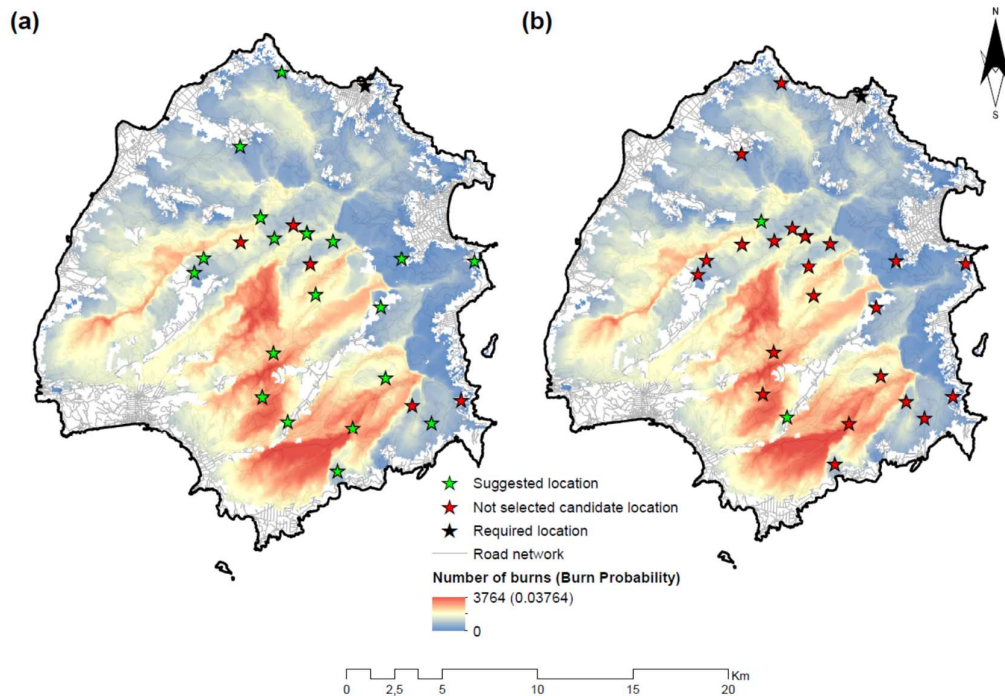 (a)
(b)
N
S
Suggested location
Not selected candidate location
Required location
Road network
Number of burns (Burn Probability)
3764 (0.03764)
0
Km
0 2,5 5 10 15 20